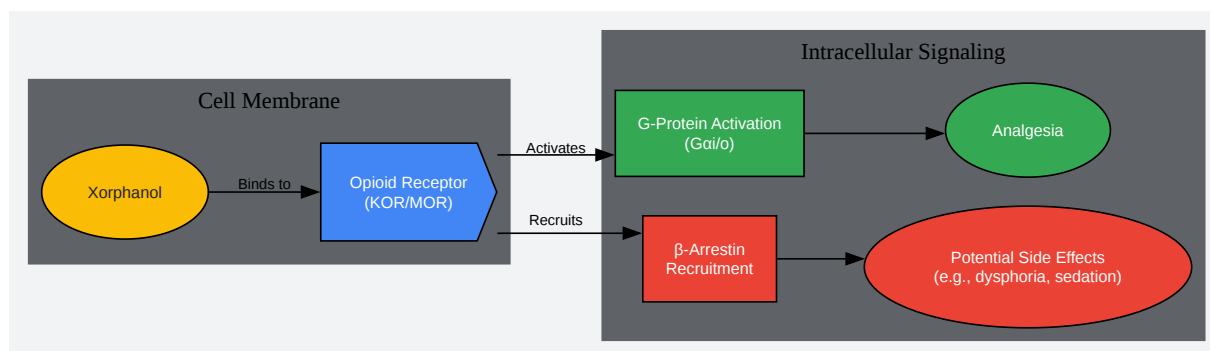 Intracellular Signaling
Cell Membrane
Xorphanol
Binds to
Opioid Receptor
(KOR/MOR)
Activates
Recruits
G-Protein Activation
(Gαi/o)
Analgesia
β-Arrestin
Recruitment
Potential Side Effects
(e.g., dysphoria, sedation)